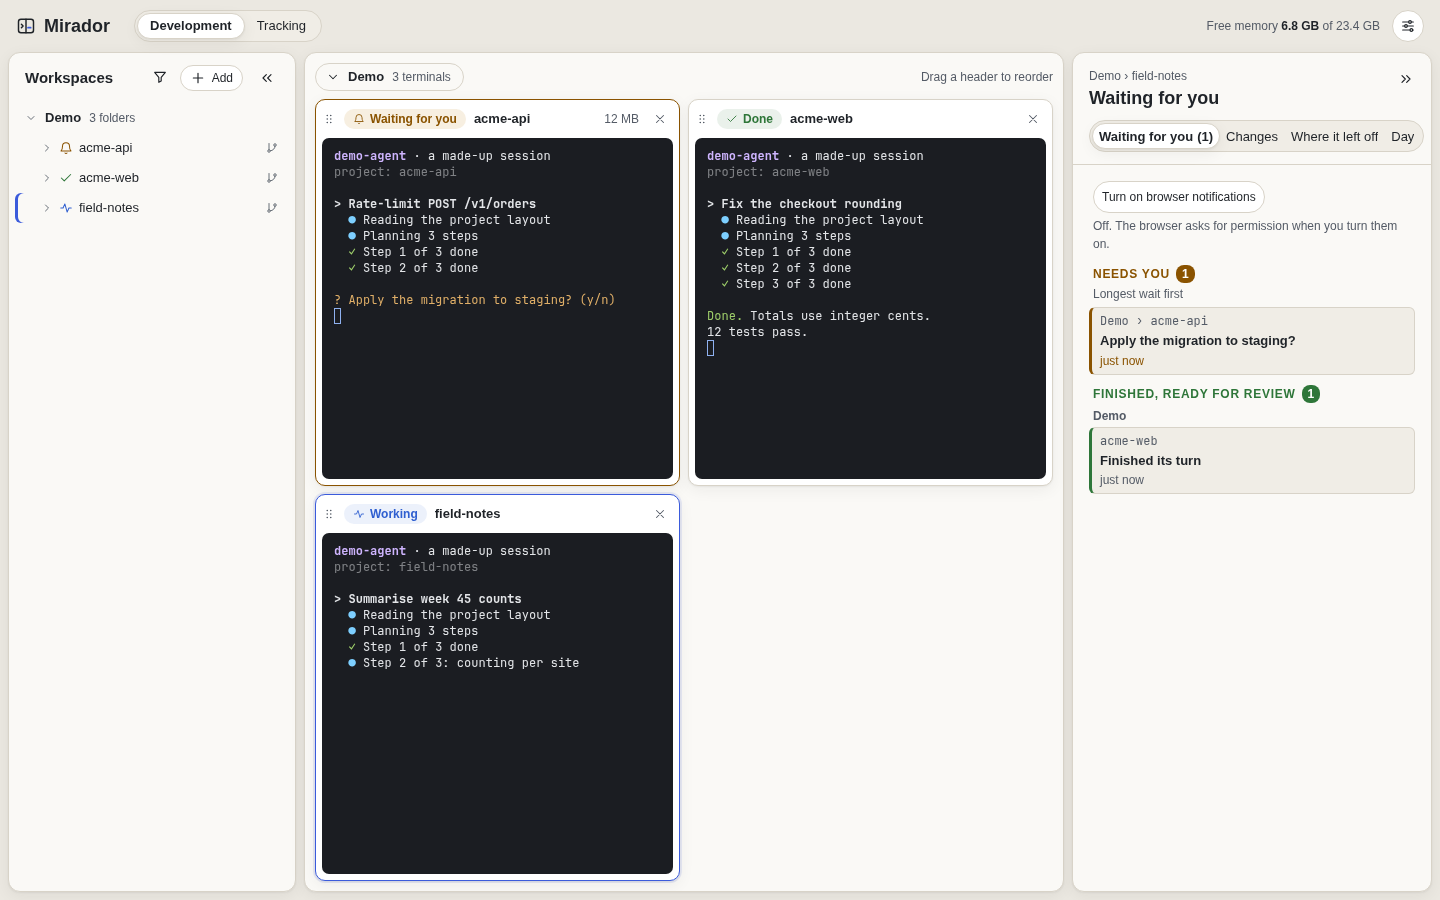 Mirador
Development
Tracking
Free memory 6.8 GB of 23.4 GB
Workspaces
Add
Demo 3 folders
acme-api
acme-web
field-notes
Demo 3 terminals
Drag a header to reorder
Waiting for you acme-api 12 MB
demo-agent · a made-up session
project: acme-api
> Rate-limit POST /v1/orders
● Reading the project layout
● Planning 3 steps
✓ Step 1 of 3 done
✓ Step 2 of 3 done
? Apply the migration to staging? (y/n)
Done acme-web
demo-agent · a made-up session
project: acme-web
> Fix the checkout rounding
● Reading the project layout
● Planning 3 steps
✓ Step 1 of 3 done
✓ Step 2 of 3 done
✓ Step 3 of 3 done
Done. Totals use integer cents.
12 tests pass.
Working field-notes
demo-agent · a made-up session
project: field-notes
> Summarise week 45 counts
● Reading the project layout
● Planning 3 steps
✓ Step 1 of 3 done
● Step 2 of 3: counting per site
Demo › field-notes
Waiting for you
Waiting for you (1) Changes Where it left off Day
Turn on browser notifications
Off. The browser asks for permission when you turn them
on.
NEEDS YOU 1
Longest wait first
Demo › acme-api
Apply the migration to staging?
just now
FINISHED, READY FOR REVIEW 1
Demo
acme-web
Finished its turn
just now